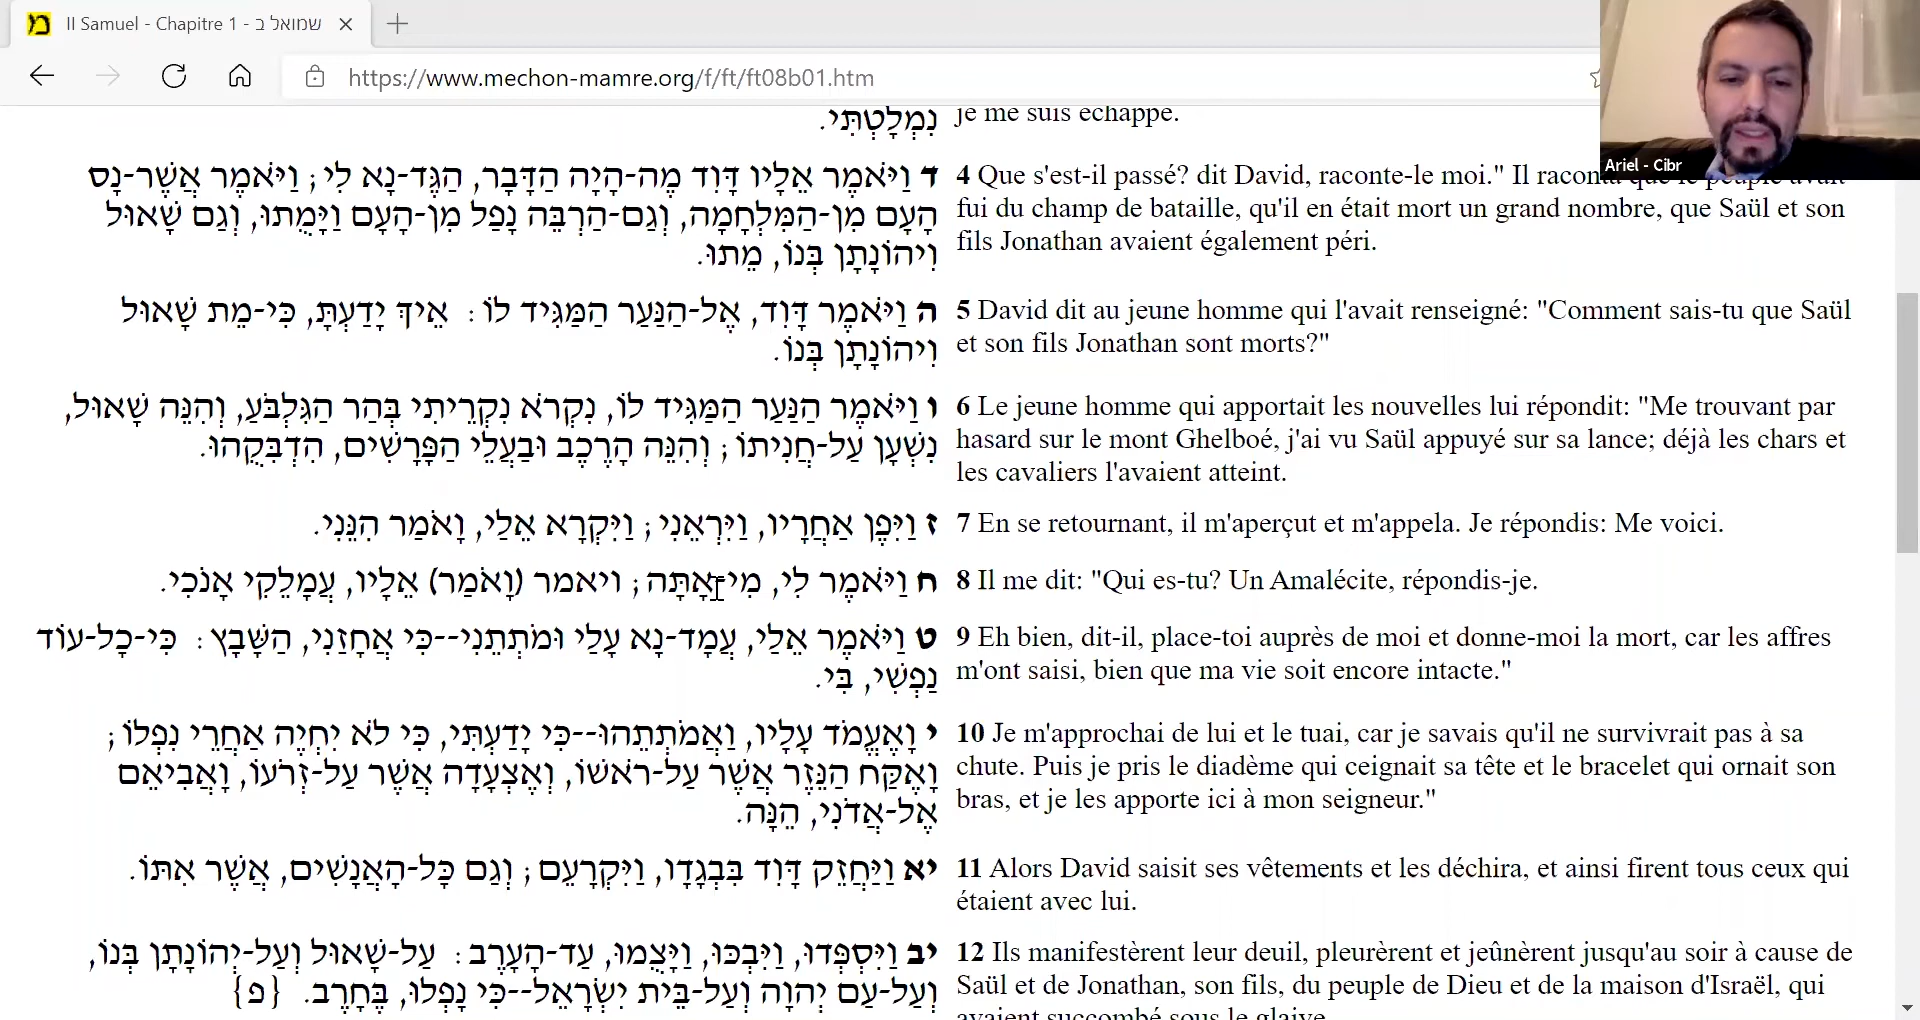 II Samuel - Chapitre 1 - שמואל ב
https://www.mechon-mamre.org/f/ft/ft08b01.htm
Ariel - Cibr
נִמְלָטְתִּי.
je me suis échappé.
ד וַיֹּאמֶר אֵלָיו דָּוִד מֶה-הָיָה הַדָּבָר, הַגֶּד-נָא לִי; וַיֹּאמֶר אֲשֶׁר-נָס
הָעָם מִן-הַמִּלְחָמָה, וְגַם-הַרְבֵּה נָפַל מִן-הָעָם וַיָּמֻתוּ, וְגַם שָׁאוּל
וִיהוֹנָתָן בְּנוֹ, מֵתוּ.
4 Que s'est-il passé? dit David, raconte-le moi." Il raconta que le peuple avait
fui du champ de bataille, qu'il en était mort un grand nombre, que Saül et son
fils Jonathan avaient également péri.
ה וַיֹּאמֶר דָּוִד, אֶל-הַנַּעַר הַמַּגִּיד לוֹ: אֵיךְ יָדַעְתָּ, כִּי-מֵת שָׁאוּל
וִיהוֹנָתָן בְּנוֹ.
5 David dit au jeune homme qui l'avait renseigné: "Comment sais-tu que Saül
et son fils Jonathan sont morts?"
ו וַיֹּאמֶר הַנַּעַר הַמַּגִּיד לוֹ, נִקְרֹא נִקְרֵיתִי בְּהַר הַגִּלְבֹּעַ, וְהִנֵּה שָׁאוּל,
נִשְׁעָן עַל-חֲנִיתוֹ; וְהִנֵּה הָרֶכֶב וּבַעֲלֵי הַפָּרָשִׁים, הִדְבִּקֻהוּ.
6 Le jeune homme qui apportait les nouvelles lui répondit: "Me trouvant par
hasard sur le mont Ghelboé, j'ai vu Saül appuyé sur sa lance; déjà les chars et
les cavaliers l'avaient atteint.
ז וַיִּפֶן אַחֲרָיו, וַיִּרְאֵנִי; וַיִּקְרָא אֵלַי, וָאֹמַר הִנֵּנִי.
7 En se retournant, il m'aperçut et m'appela. Je répondis: Me voici.
ח וַיֹּאמֶר לִי, מִי-אָתָּה; ויאמר (וָאֹמַר) אֵלָיו, עֲמָלֵקִי אָנֹכִי.
8 Il me dit: "Qui es-tu? Un Amalécite, répondis-je.
ט וַיֹּאמֶר אֵלַי, עֲמָד-נָא עָלַי וּמֹתְתֵנִי--כִּי אֲחָזַנִי, הַשָּׁבָץ: כִּי-כָל-עוֹד
נַפְשִׁי, בִּי.
9 Eh bien, dit-il, place-toi auprès de moi et donne-moi la mort, car les affres
m'ont saisi, bien que ma vie soit encore intacte."
י וָאֶעֱמֹד עָלָיו, וַאֲמֹתְתֵהוּ--כִּי יָדַעְתִּי, כִּי לֹא יִחְיֶה אַחֲרֵי נִפְלוֹ;
וָאֶקַּח הַנֵּזֶר אֲשֶׁר עַל-רֹאשׁוֹ, וְאֶצְעָדָה אֲשֶׁר עַל-זְרֹעוֹ, וָאֲבִיאֵם
אֶל-אֲדֹנִי, הֵנָּה.
10 Je m'approchai de lui et le tuai, car je savais qu'il ne survivrait pas à sa
chute. Puis je pris le diadème qui ceignait sa tête et le bracelet qui ornait son
bras, et je les apporte ici à mon seigneur."
יא וַיַּחֲזֵק דָּוִד בִּבְגָדָו, וַיִּקְרָעֵם; וְגַם כָּל-הָאֲנָשִׁים, אֲשֶׁר אִתּוֹ.
11 Alors David saisit ses vêtements et les déchira, et ainsi firent tous ceux qui
étaient avec lui.
יב וַיִּסְפְּדוּ, וַיִּבְכּוּ, וַיָּצֻמוּ, עַד-הָעָרֶב: עַל-שָׁאוּל וְעַל-יְהוֹנָתָן בְּנוֹ,
וְעַל-עַם יְהוָה וְעַל-בֵּית יִשְׂרָאֵל--כִּי נָפְלוּ, בֶּחָרֶב. {פ}
12 Ils manifestèrent leur deuil, pleurèrent et jeûnèrent jusqu'au soir à cause de
Saül et de Jonathan, son fils, du peuple de Dieu et de la maison d'Israël, qui
avaient succombé sous le glaive.